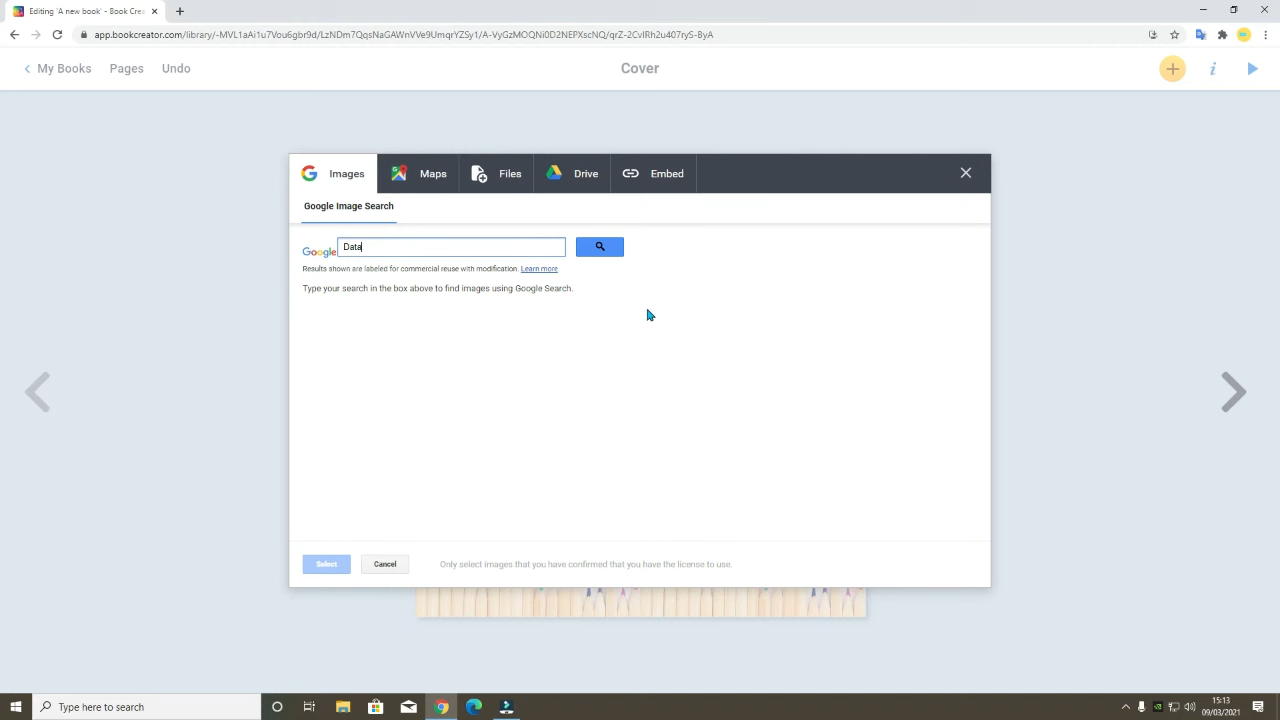 Editing 'A new book' - Book Crea
app.bookcreator.com/library/-MVL1aAi1u7Vou6gbr9d/LzNDm7QqsNaGAWnVVe9UmqrYZSy1/A-VyGzMOQNi0D2NEPXscNQ/qrZ-2CvIRh2u407ryS-ByA
My Books
Pages
Undo
Cover
Images
Maps
Files
Drive
Embed
Google Image Search
Google
Data
Results shown are labeled for commercial reuse with modification. Learn more
Type your search in the box above to find images using Google Search.
Select
Cancel
Only select images that you have confirmed that you have the license to use.
Type here to search
15:13
09/03/2021